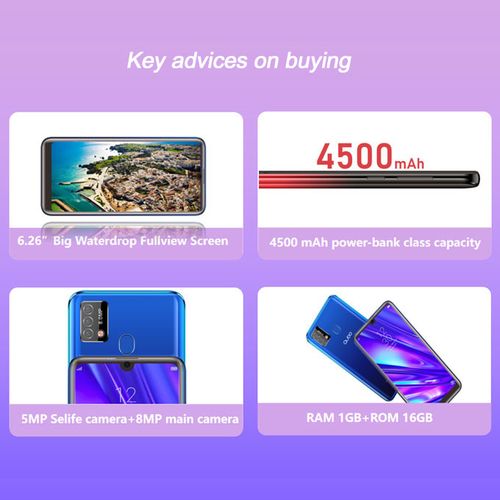 Key advices on buying
4500mAh
6.26” Big Waterdrop Fullview Screen
4500 mAh power-bank class capacity
5MP Selife camera+8MP main camera
RAM 1GB+ROM 16GB